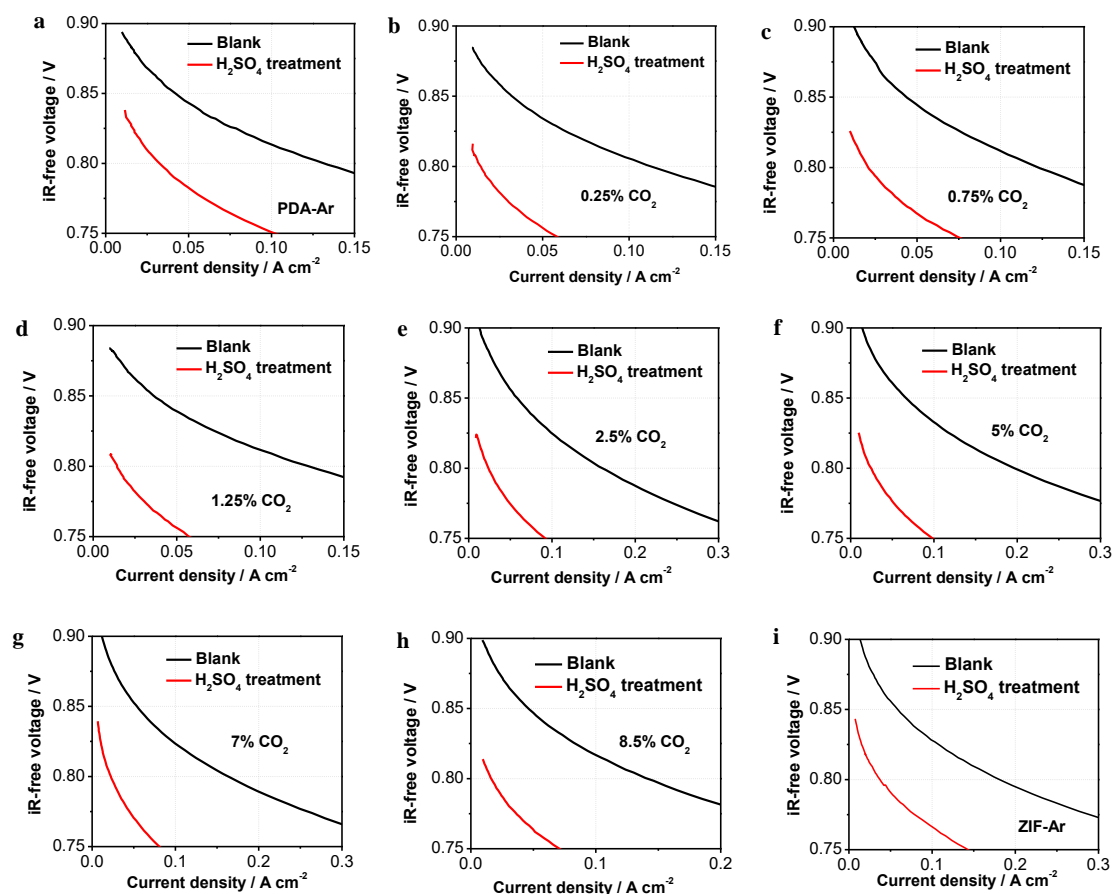 a
0.90
0.85
0.80
0.75
iR-free voltage / V
Blank
H₂SO₄ treatment
PDA-Ar
0.00 0.05 0.10 0.15
Current density / A cm⁻²
b
0.90
0.85
0.80
0.75
iR-free voltage / V
Blank
H₂SO₄ treatment
0.25% CO₂
0.00 0.05 0.10 0.15
Current density / A cm⁻²
c
0.90
0.85
0.80
0.75
iR-free voltage / V
Blank
H₂SO₄ treatment
0.75% CO₂
0.00 0.05 0.10 0.15
Current density / A cm⁻²
d
0.90
0.85
0.80
0.75
iR-free voltage / V
Blank
H₂SO₄ treatment
1.25% CO₂
0.00 0.05 0.10 0.15
Current density / A cm⁻²
e
0.90
0.85
0.80
0.75
iR-free voltage / V
Blank
H₂SO₄ treatment
2.5% CO₂
0.0 0.1 0.2 0.3
Current density / A cm⁻²
f
0.90
0.85
0.80
0.75
iR-free voltage / V
Blank
H₂SO₄ treatment
5% CO₂
0.0 0.1 0.2 0.3
Current density / A cm⁻²
g
0.90
0.85
0.80
0.75
iR-free voltage / V
Blank
H₂SO₄ treatment
7% CO₂
0.0 0.1 0.2 0.3
Current density / A cm⁻²
h
0.90
0.85
0.80
0.75
iR-free voltage / V
Blank
H₂SO₄ treatment
8.5% CO₂
0.0 0.1 0.2
Current density / A cm⁻²
i
0.90
0.85
0.80
0.75
iR-free voltage / V
Blank
H₂SO₄ treatment
ZIF-Ar
0.0 0.1 0.2 0.3
Current density / A cm⁻²